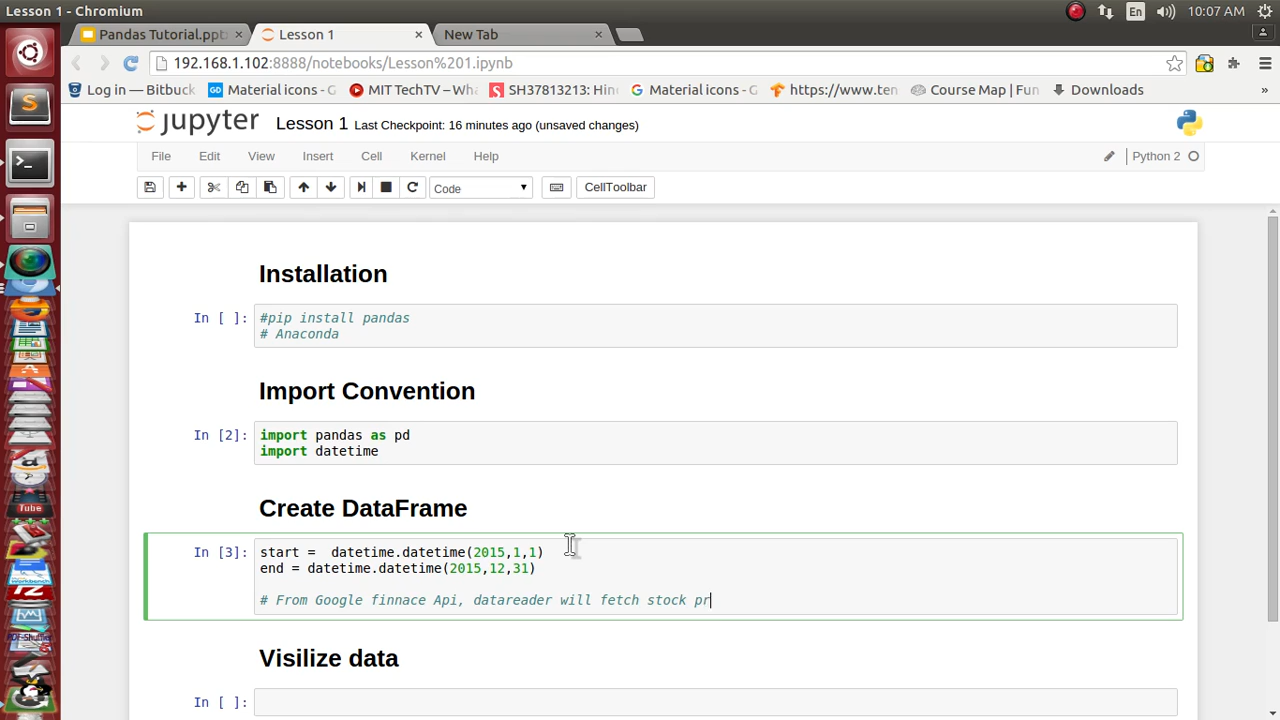 Lesson 1 - Chromium
En
10:07 AM
Pandas Tutorial.ppt
Lesson 1
New Tab
192.168.1.102:8888/notebooks/Lesson%201.ipynb
Log in — Bitbuck
Material icons - G
MIT TechTV – Wha
SH37813213: Hin
Material icons - G
https://www.ten
Course Map | Fun
Downloads
»
jupyter Lesson 1 Last Checkpoint: 16 minutes ago (unsaved changes)
File Edit View Insert Cell Kernel Help
Python 2
Code
CellToolbar
Installation
In [ ]: #pip install pandas
# Anaconda
Import Convention
In [2]: import pandas as pd
import datetime
Create DataFrame
In [3]: start =  datetime.datetime(2015,1,1)
end = datetime.datetime(2015,12,31)
# From Google finnace Api, datareader will fetch stock pr
Visilize data
In [ ]: